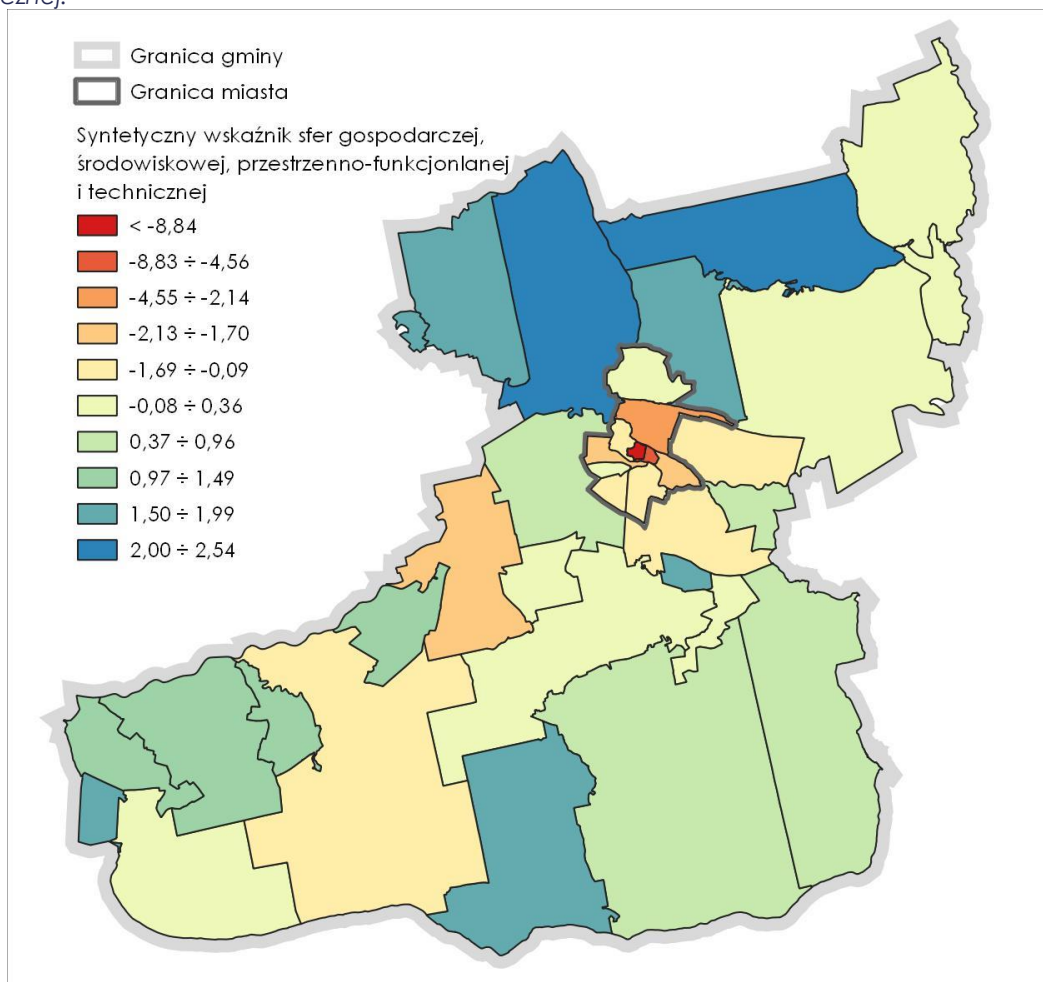 cznej.
Granica gminy
Granica miasta
Syntetyczny wskaźnik sfer gospodarczej,
środowiskowej, przestrzenno-funkcjonlanej
i technicznej
< -8,84
-8,83 ÷ -4,56
-4,55 ÷ -2,14
-2,13 ÷ -1,70
-1,69 ÷ -0,09
-0,08 ÷ 0,36
0,37 ÷ 0,96
0,97 ÷ 1,49
1,50 ÷ 1,99
2,00 ÷ 2,54